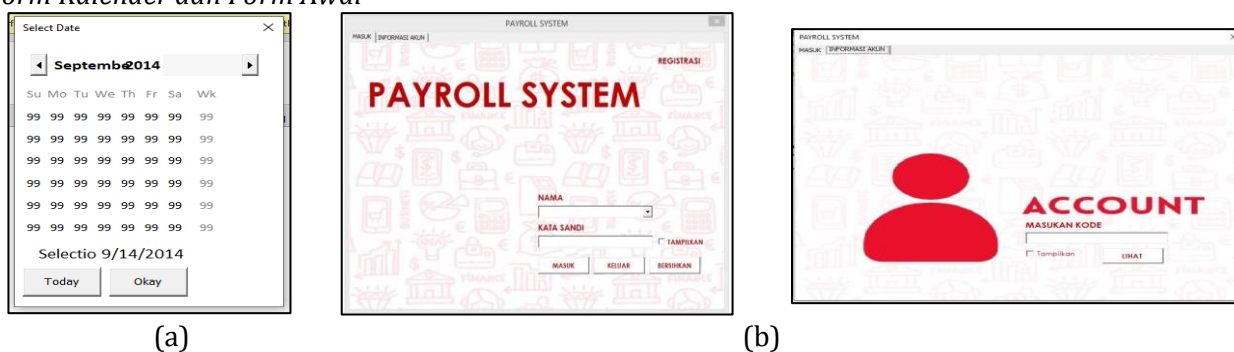 Form Kalender dan Form Awal
Select Date
Septembe2014
Su Mo Tu We Th Fr Sa Wk
99 99 99 99 99 99 99 99
99 99 99 99 99 99 99 99
99 99 99 99 99 99 99 99
99 99 99 99 99 99 99 99
99 99 99 99 99 99 99 99
99 99 99 99 99 99 99 99
Selectio 9/14/2014
Today Okay
(a)
PAYROLL SYSTEM
MASUK INFORMASI AKUN
REGISTRASI
PAYROLL SYSTEM
NAMA
KATA SANDI
TAMPILKAN
MASUK KELUAR BERSIHKAN
PAYROLL SYSTEM
MASUK INFORMASI AKUN
ACCOUNT
MASUKAN KODE
Tampilkan LIHAT
(b)